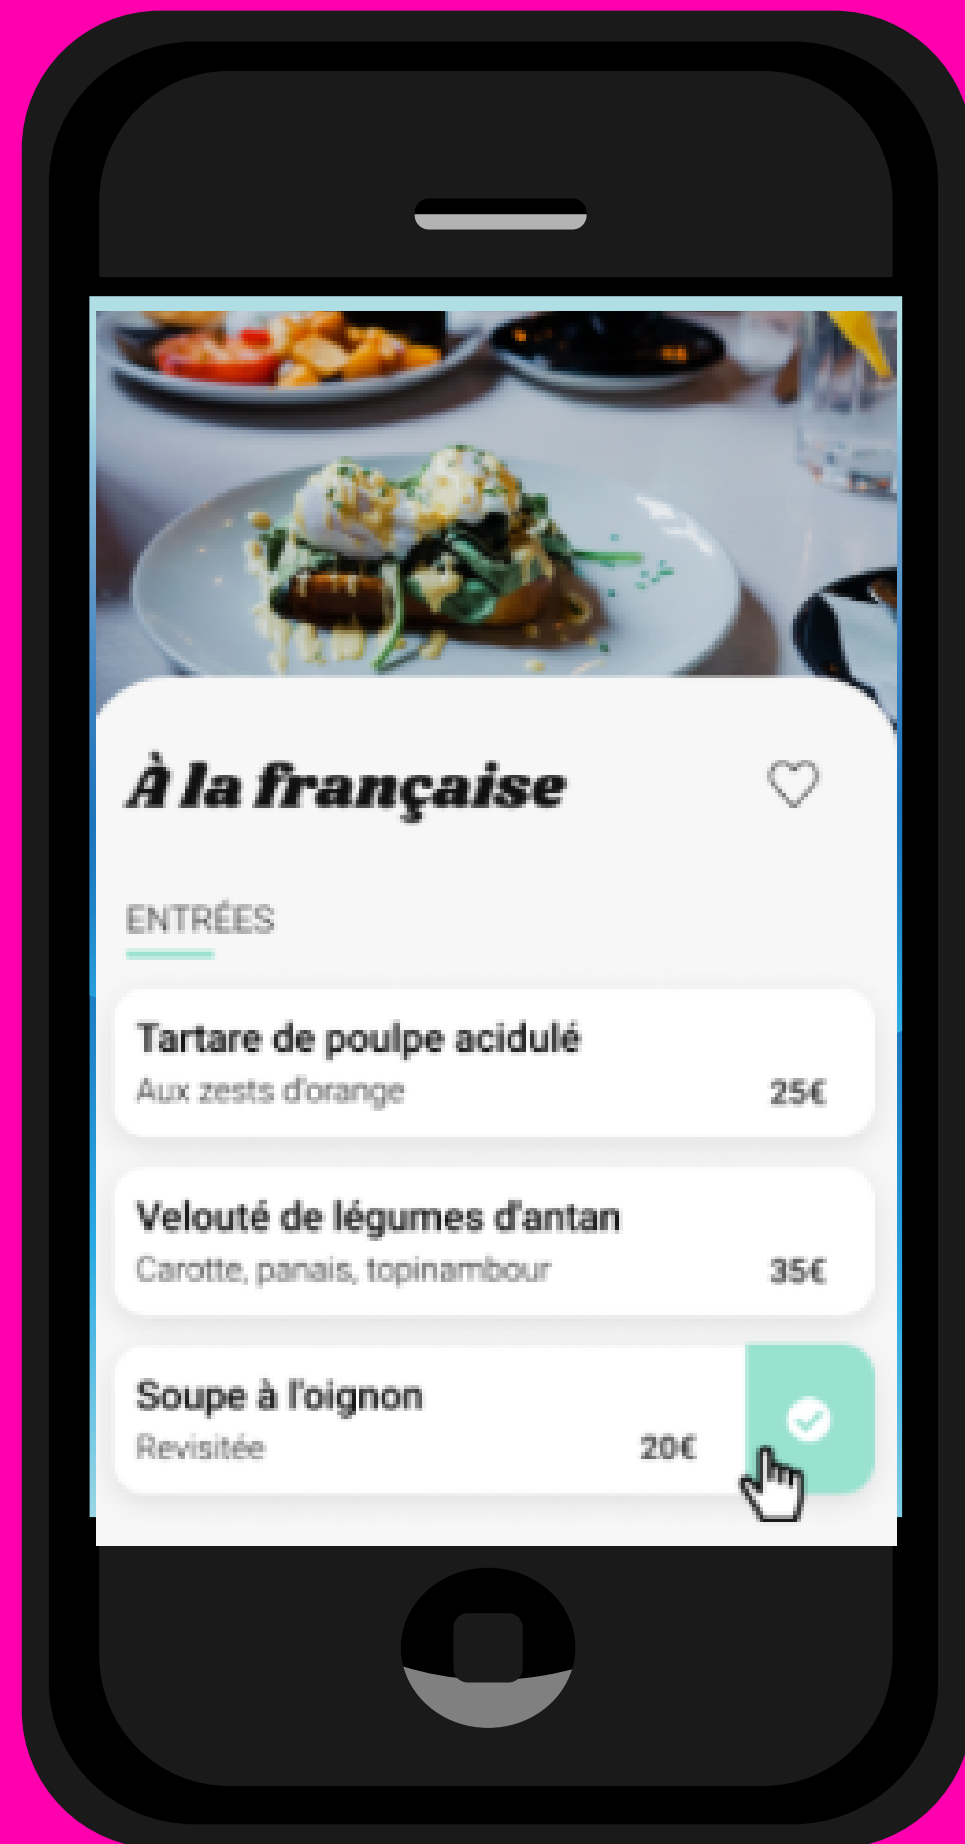 À la française
ENTRÉES
Tartare de poulpe acidulé
Aux zests d'orange
25€
Velouté de légumes d'antan
Carotte, panais, topinambour
35€
Soupe à l'oignon
Revisitée
20€